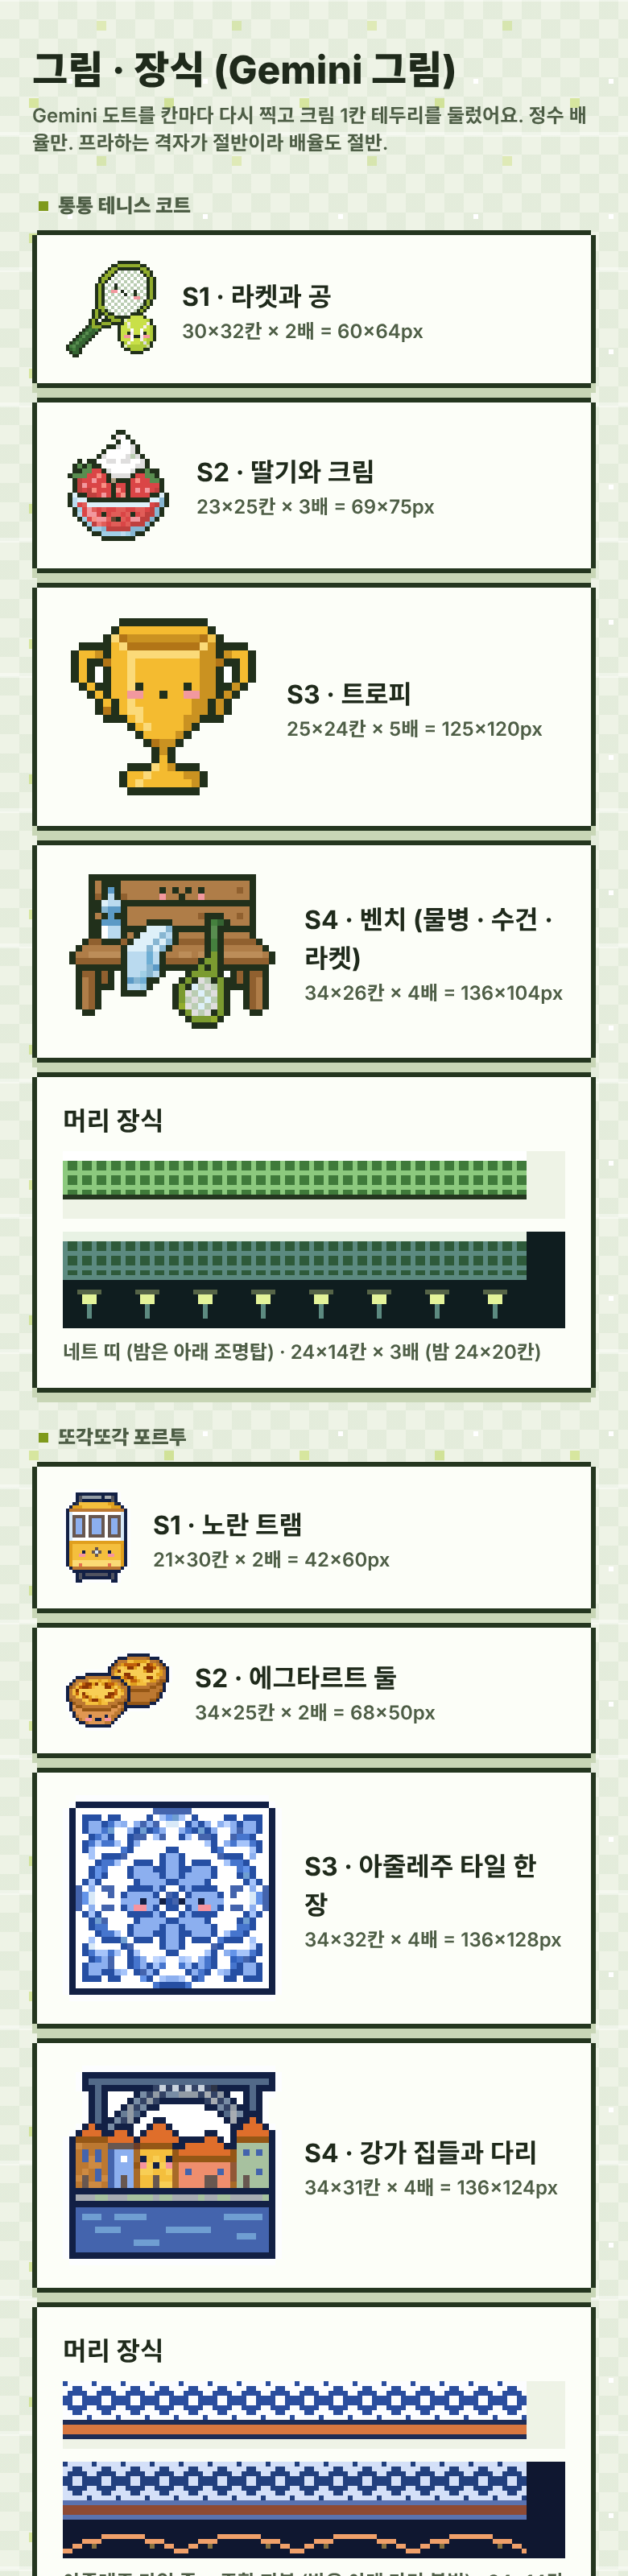 그림 · 장식 (Gemini 그림)
Gemini 도트를 칸마다 다시 찍고 크림 1칸 테두리를 둘렀어요. 정수 배
율만. 프라하는 격자가 절반이라 배율도 절반.
통통 테니스 코트
S1 · 라켓과 공
30×32칸 × 2배 = 60×64px
S2 · 딸기와 크림
23×25칸 × 3배 = 69×75px
S3 · 트로피
25×24칸 × 5배 = 125×120px
S4 · 벤치 (물병 · 수건 ·
라켓)
34×26칸 × 4배 = 136×104px
머리 장식
네트 띠 (밤은 아래 조명탑) · 24×14칸 × 3배 (밤 24×20칸)
또각또각 포르투
S1 · 노란 트램
21×30칸 × 2배 = 42×60px
S2 · 에그타르트 둘
34×25칸 × 2배 = 68×50px
S3 · 아줄레주 타일 한
장
34×32칸 × 4배 = 136×128px
S4 · 강가 집들과 다리
34×31칸 × 4배 = 136×124px
머리 장식